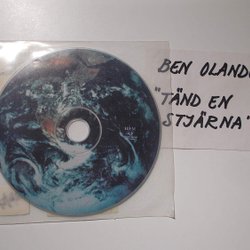 BEN OLANDE
"TÄND EN
STJÄRNA"